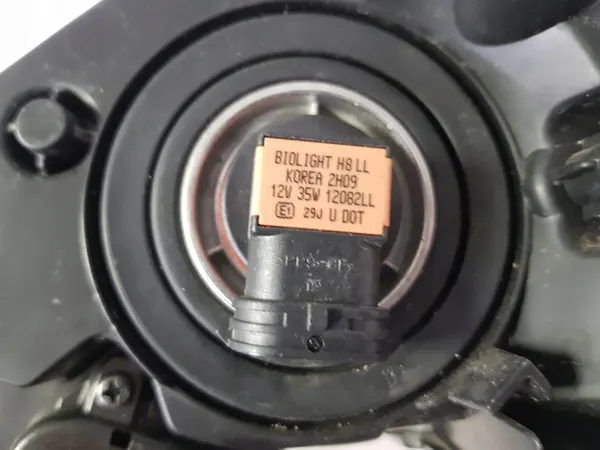 BIOLIGHT H8 LL
KOREA 2H09
12V 35W 12082LL
E1 29J U DOT